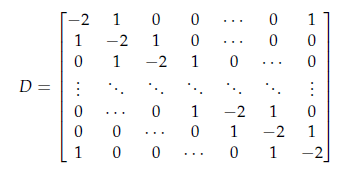 −2 1 0 0 ⋯ 0 1
1 −2 1 0 ⋯ 0 0
0 1 −2 1 0 ⋯ 0
D = ⋮ ⋱ ⋱ ⋱ ⋱ ⋱ ⋮
0 ⋯ 0 1 −2 1 0
0 0 ⋯ 0 1 −2 1
1 0 0 ⋯ 0 1 −2